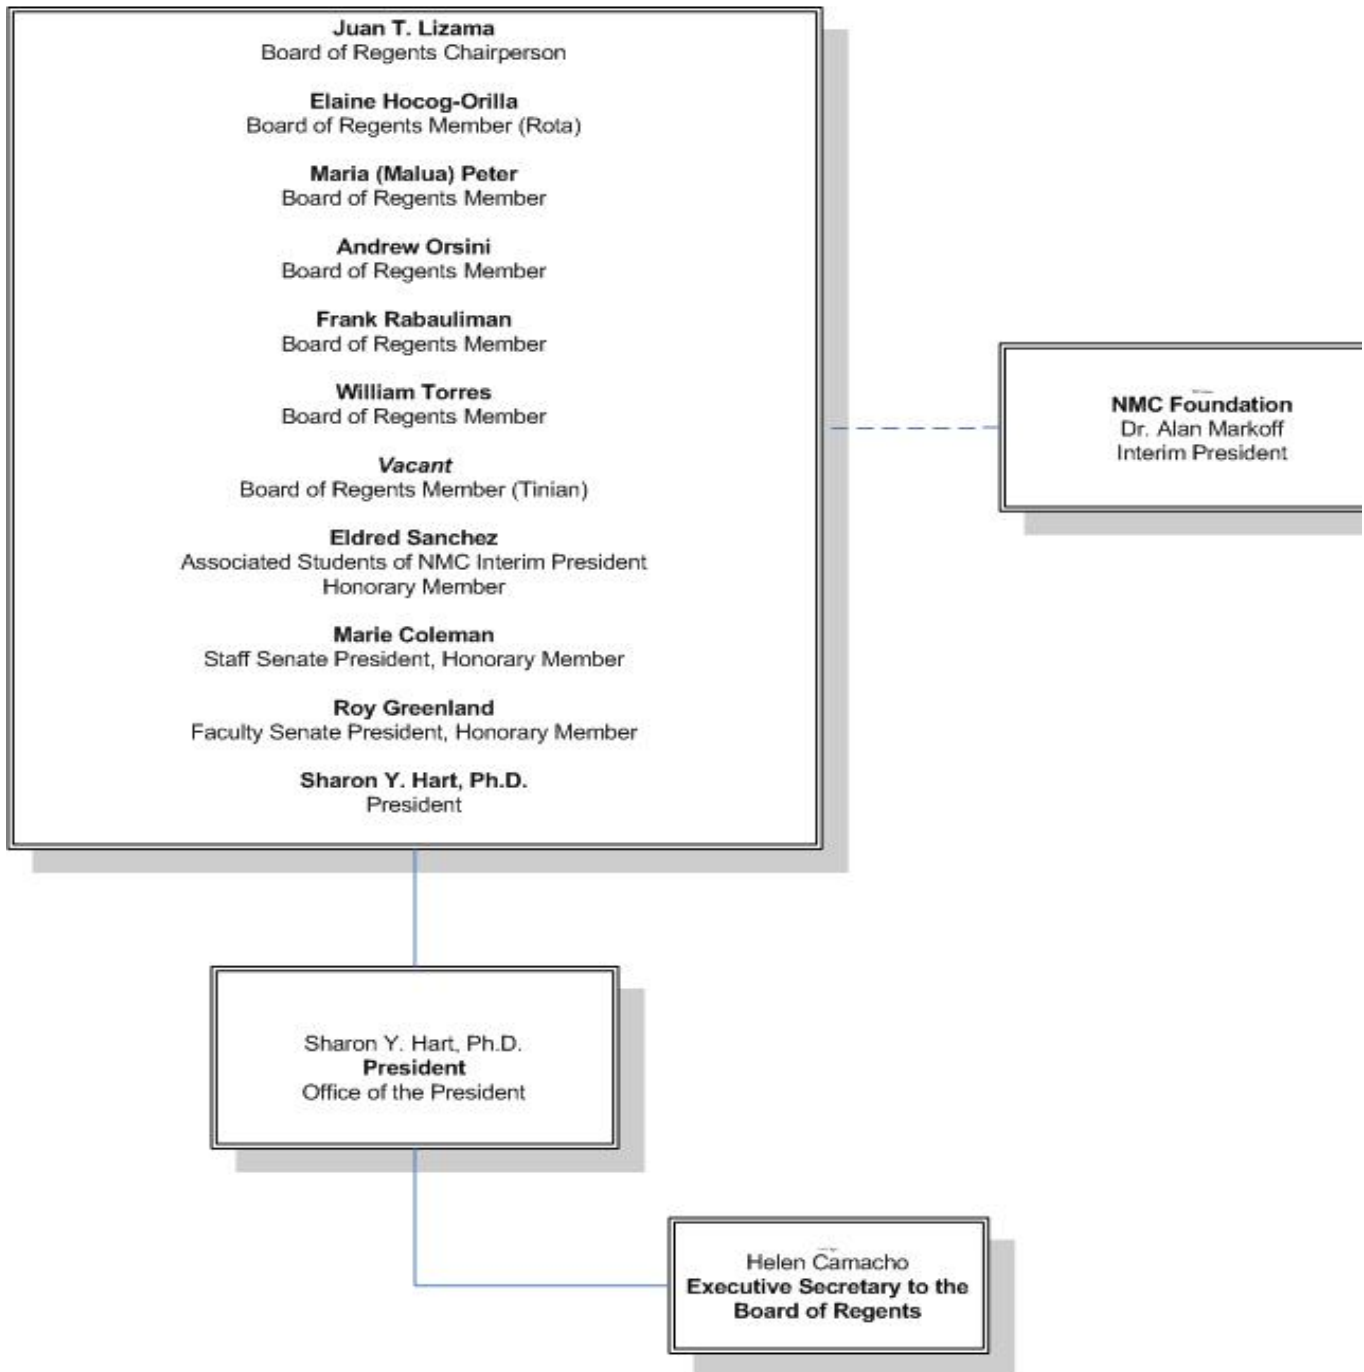 Juan T. Lizama
Board of Regents Chairperson
Elaine Hocog-Orilla
Board of Regents Member (Rota)
Maria (Malua) Peter
Board of Regents Member
Andrew Orsini
Board of Regents Member
Frank Rabauliman
Board of Regents Member
William Torres
Board of Regents Member
Vacant
Board of Regents Member (Tinian)
Eldred Sanchez
Associated Students of NMC Interim President
Honorary Member
Marie Coleman
Staff Senate President, Honorary Member
Roy Greenland
Faculty Senate President, Honorary Member
Sharon Y. Hart, Ph.D.
President
NMC Foundation
Dr. Alan Markoff
Interim President
Sharon Y. Hart, Ph.D.
President
Office of the President
Helen Camacho
Executive Secretary to the
Board of Regents